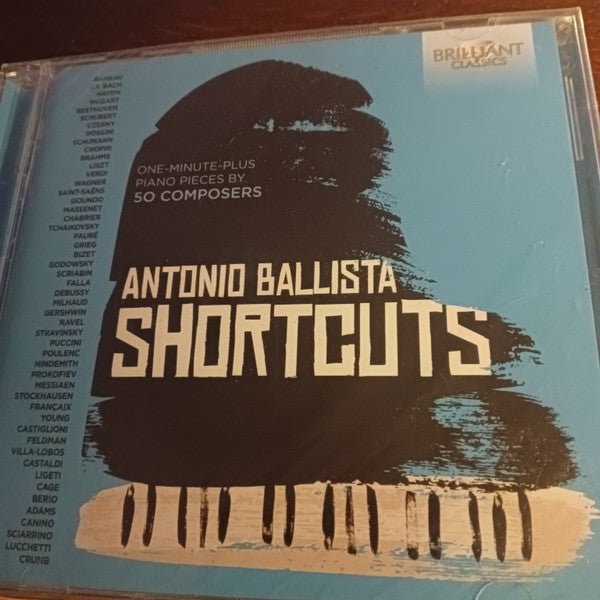 BRILLIANT
CLASSICS
RAMEAU
J.S. BACH
HAYDN
MOZART
BEETHOVEN
SCHUBERT
CZERNY
ROSSINI
SCHUMANN
CHOPIN
BRAHMS
LISZT
VERDI
WAGNER
SAINT-SAËNS
GOUNOD
MASSENET
CHABRIER
TCHAIKOVSKY
FAURÉ
GRIEG
BIZET
GODOWSKY
SCRIABIN
FALLA
DEBUSSY
MILHAUD
GERSHWIN
RAVEL
STRAVINSKY
PUCCINI
POULENC
HINDEMITH
PROKOFIEV
MESSIAEN
STOCKHAUSEN
FRANÇAIX
YOUNG
CASTIGLIONI
FELDMAN
VILLA-LOBOS
CASTALDI
LIGETI
CAGE
BERIO
ADAMS
CANINO
SCIARRINO
LUCCHETTI
CRUMB
ONE-MINUTE-PLUS
PIANO PIECES BY
50 COMPOSERS
ANTONIO BALLISTA
SHORTCUTS